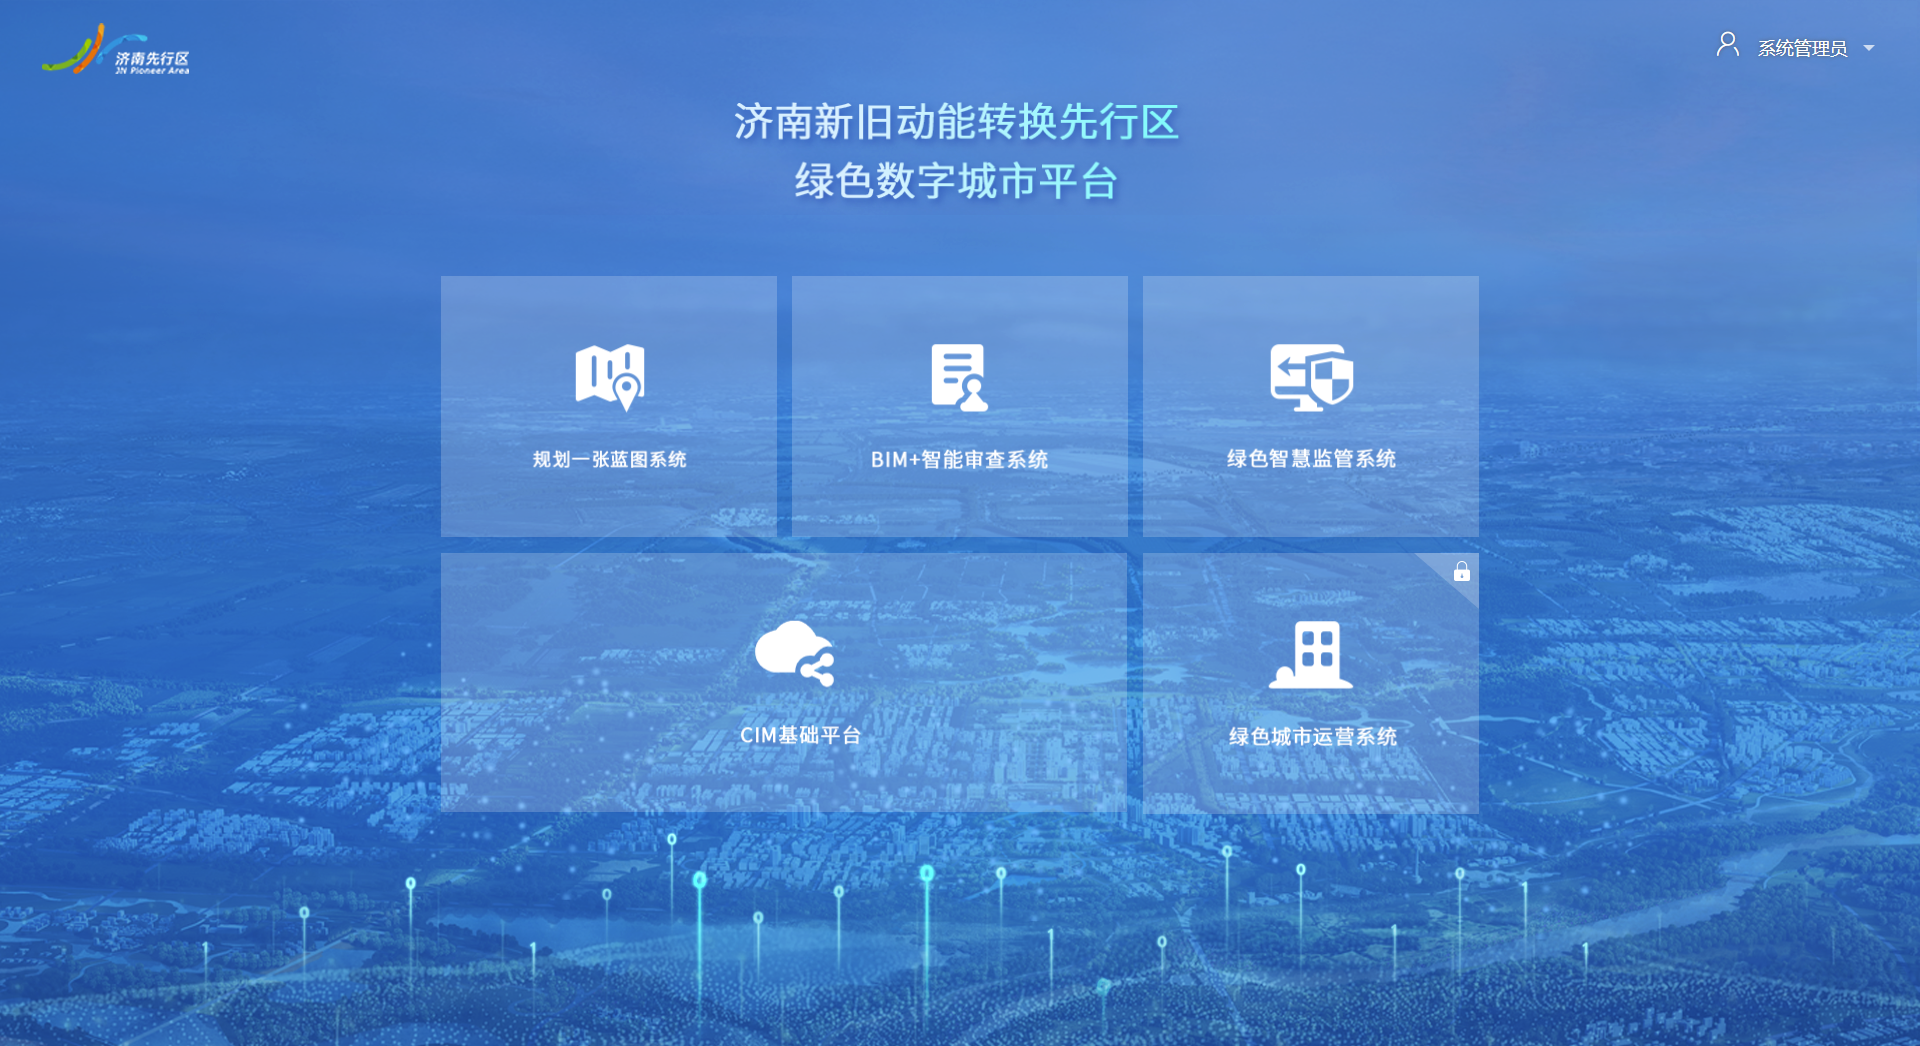 济南先行区
JN Pioneer Area
系统管理员
济南新旧动能转换先行区
绿色数字城市平台
规划一张蓝图系统
BIM+智能审查系统
绿色智慧监管系统
CIM基础平台
绿色城市运营系统